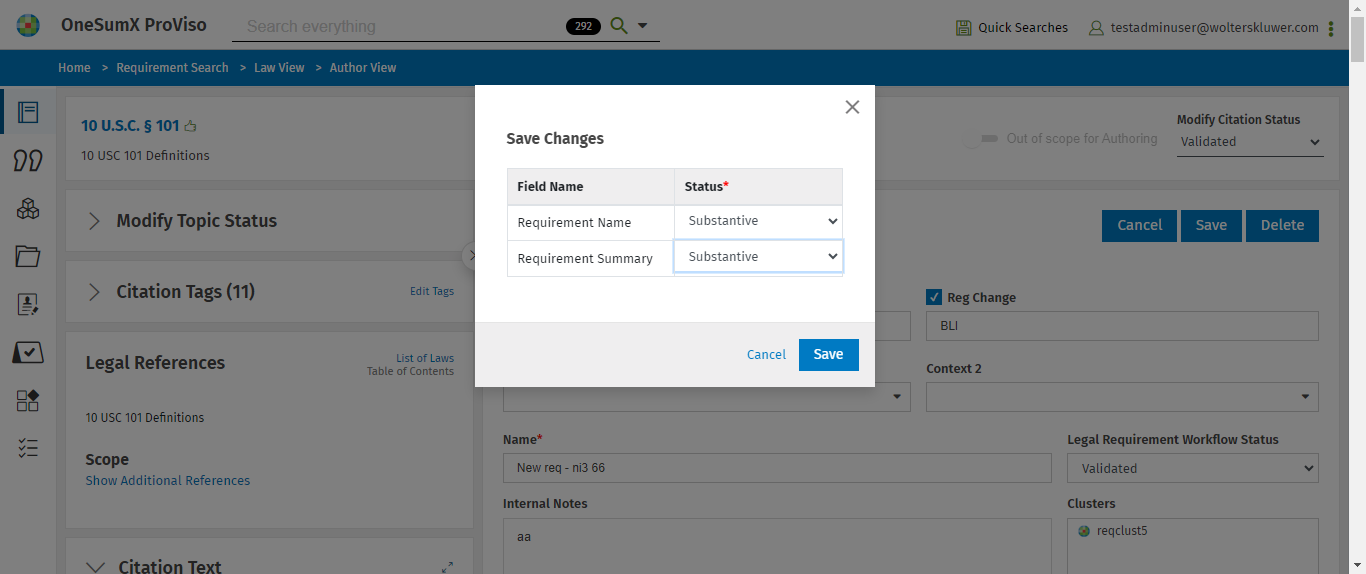 OneSumX ProViso
Search everything
292
Quick Searches
testadminuser@wolterskluwer.com
Home > Requirement Search > Law View > Author View
10 U.S.C. § 101
10 USC 101 Definitions
Out of scope for Authoring
Modify Citation Status
Validated
Modify Topic Status
Citation Tags (11)
Edit Tags
Legal References
List of Laws
Table of Contents
10 USC 101 Definitions
Scope
Show Additional References
Citation Text
Save Changes
Field Name Status*
Requirement Name Substantive
Requirement Summary Substantive
Cancel Save
Cancel Save Delete
Reg Change
BLI
Context 2
Name*
New req - ni3 66
Legal Requirement Workflow Status
Validated
Internal Notes
aa
Clusters
reqclust5